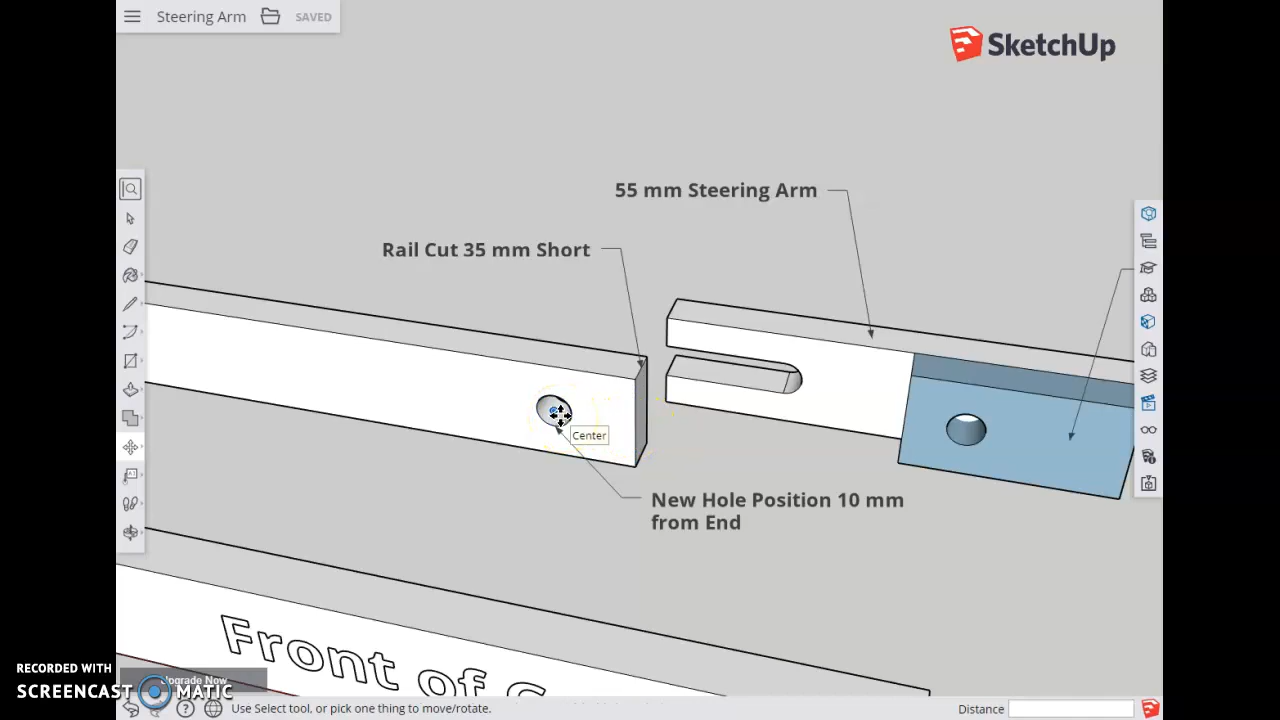 Steering Arm SAVED
SketchUp
55 mm Steering Arm
Rail Cut 35 mm Short
Center
New Hole Position 10 mm
from End
Front of
RECORDED WITH
Upgrade Now
SCREENCAST MATIC
Use Select tool, or pick one thing to move/rotate.
Distance